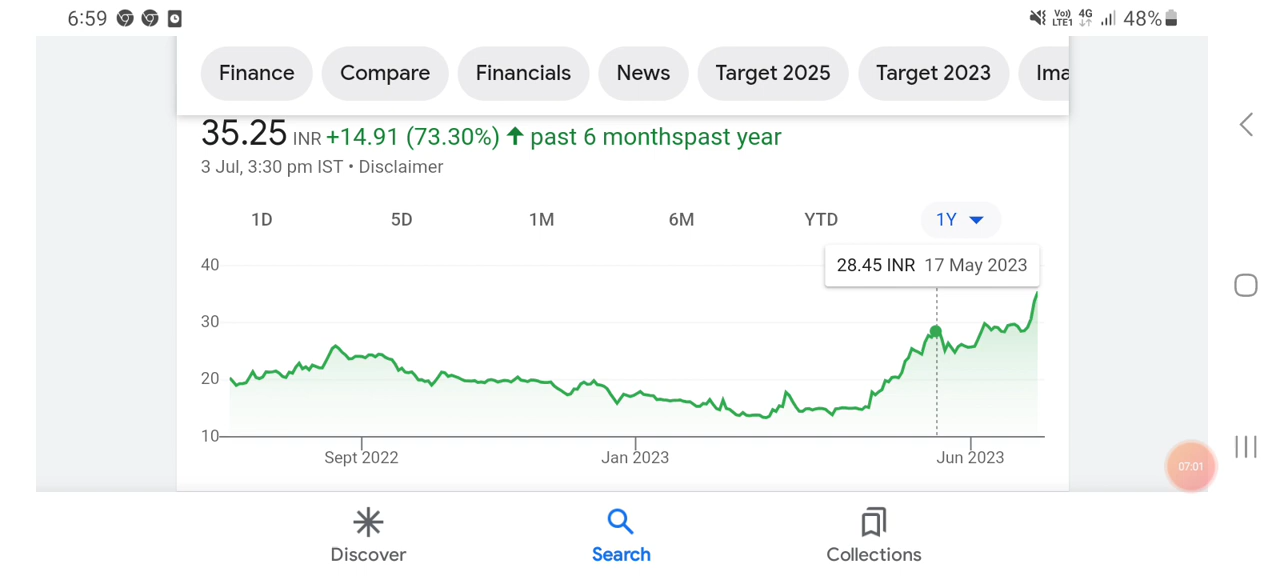 6:59 Vo)) LTE1 4G 48%
Finance Compare Financials News Target 2025 Target 2023 Ima
35.25 INR +14.91 (73.30%) ↑ past 6 monthspast year
3 Jul, 3:30 pm IST • Disclaimer
1D 5D 1M 6M YTD 1Y
28.45 INR 17 May 2023
40
30
20
10
Sept 2022 Jan 2023 Jun 2023
07:01
Discover Search Collections